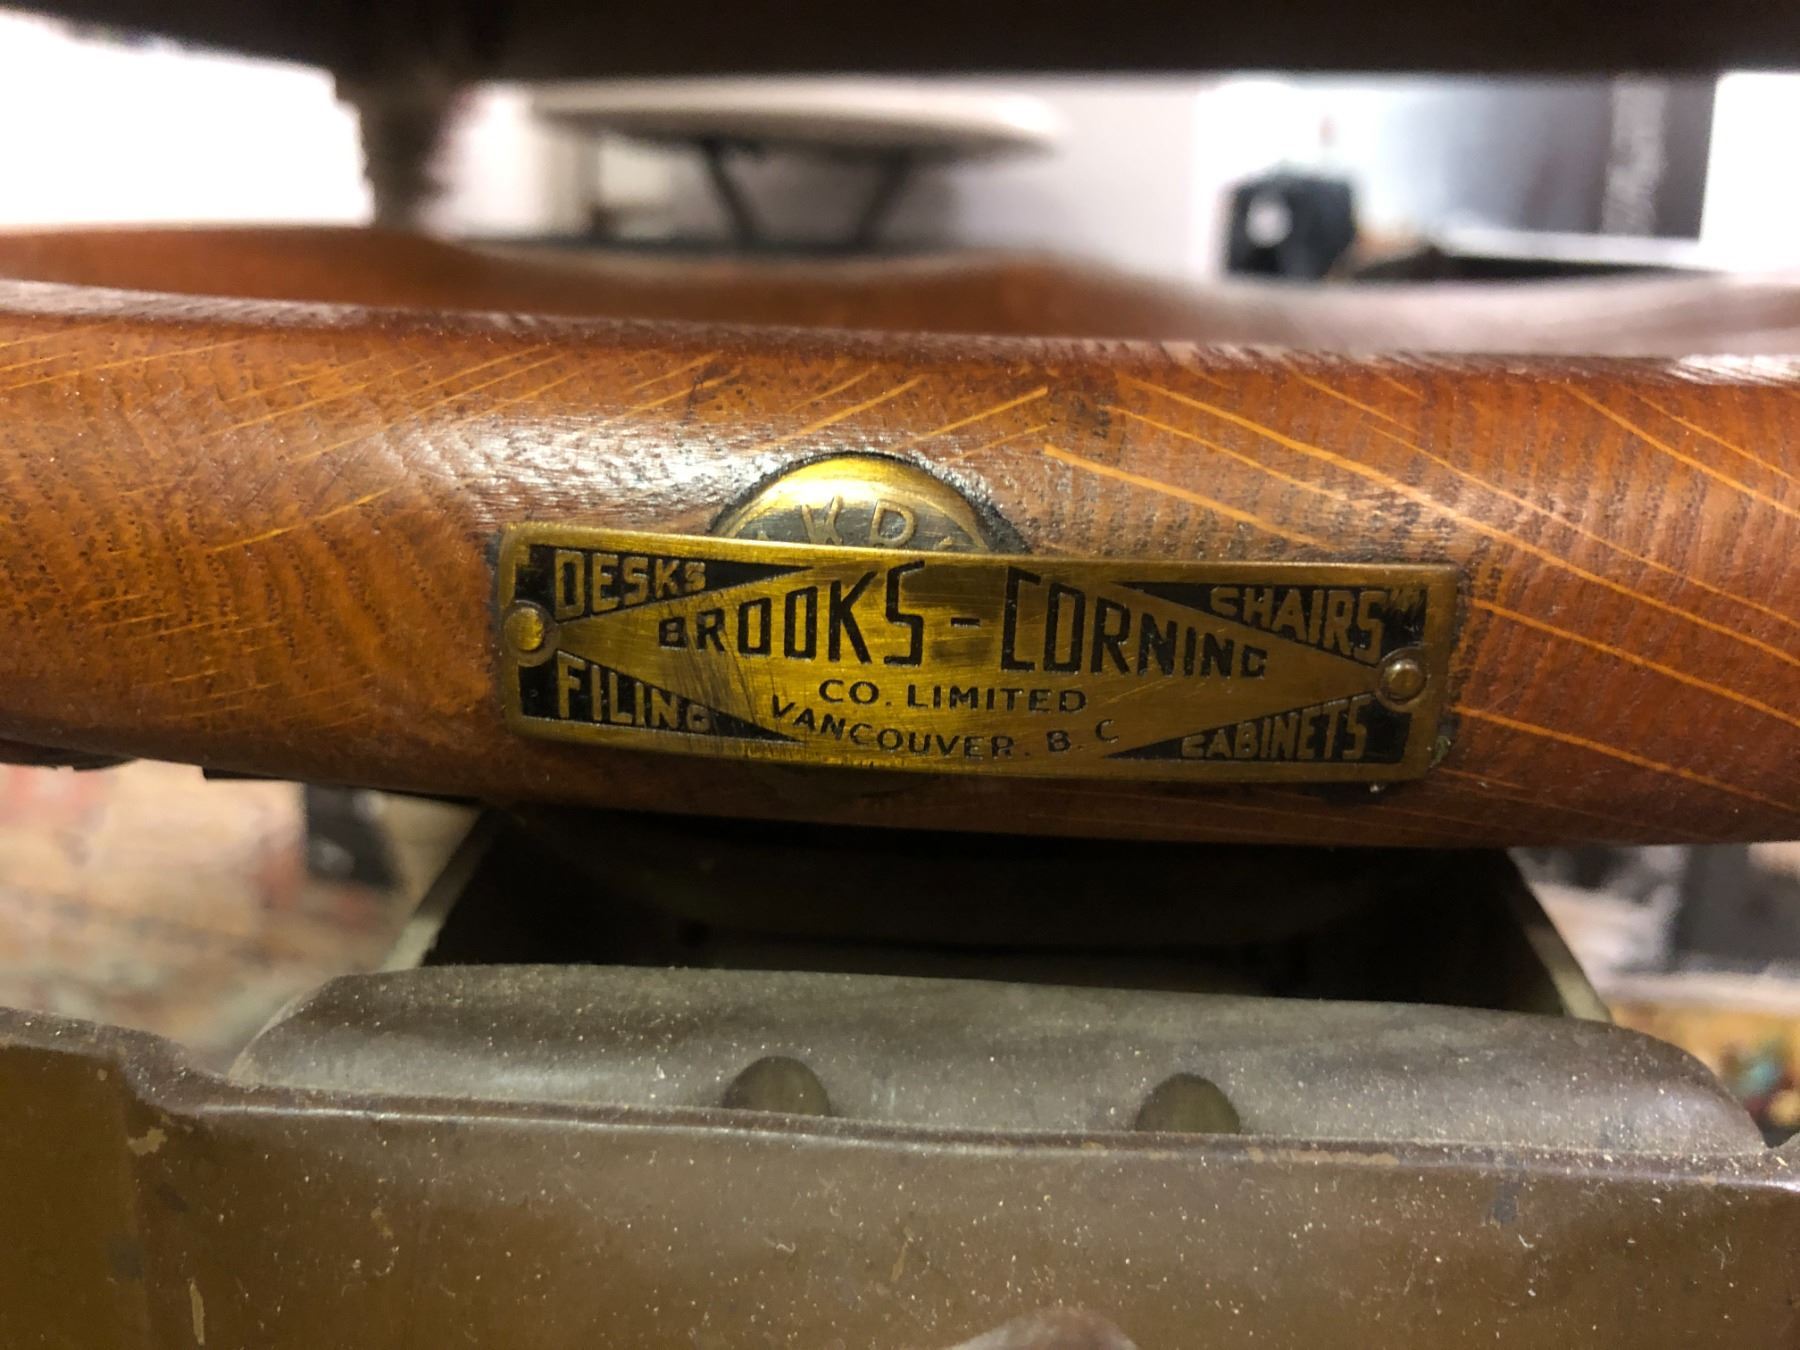 DESKS
CHAIRS
BROOKS-CORNING
CO. LIMITED
VANCOUVER. B. C
FILING
CABINETS